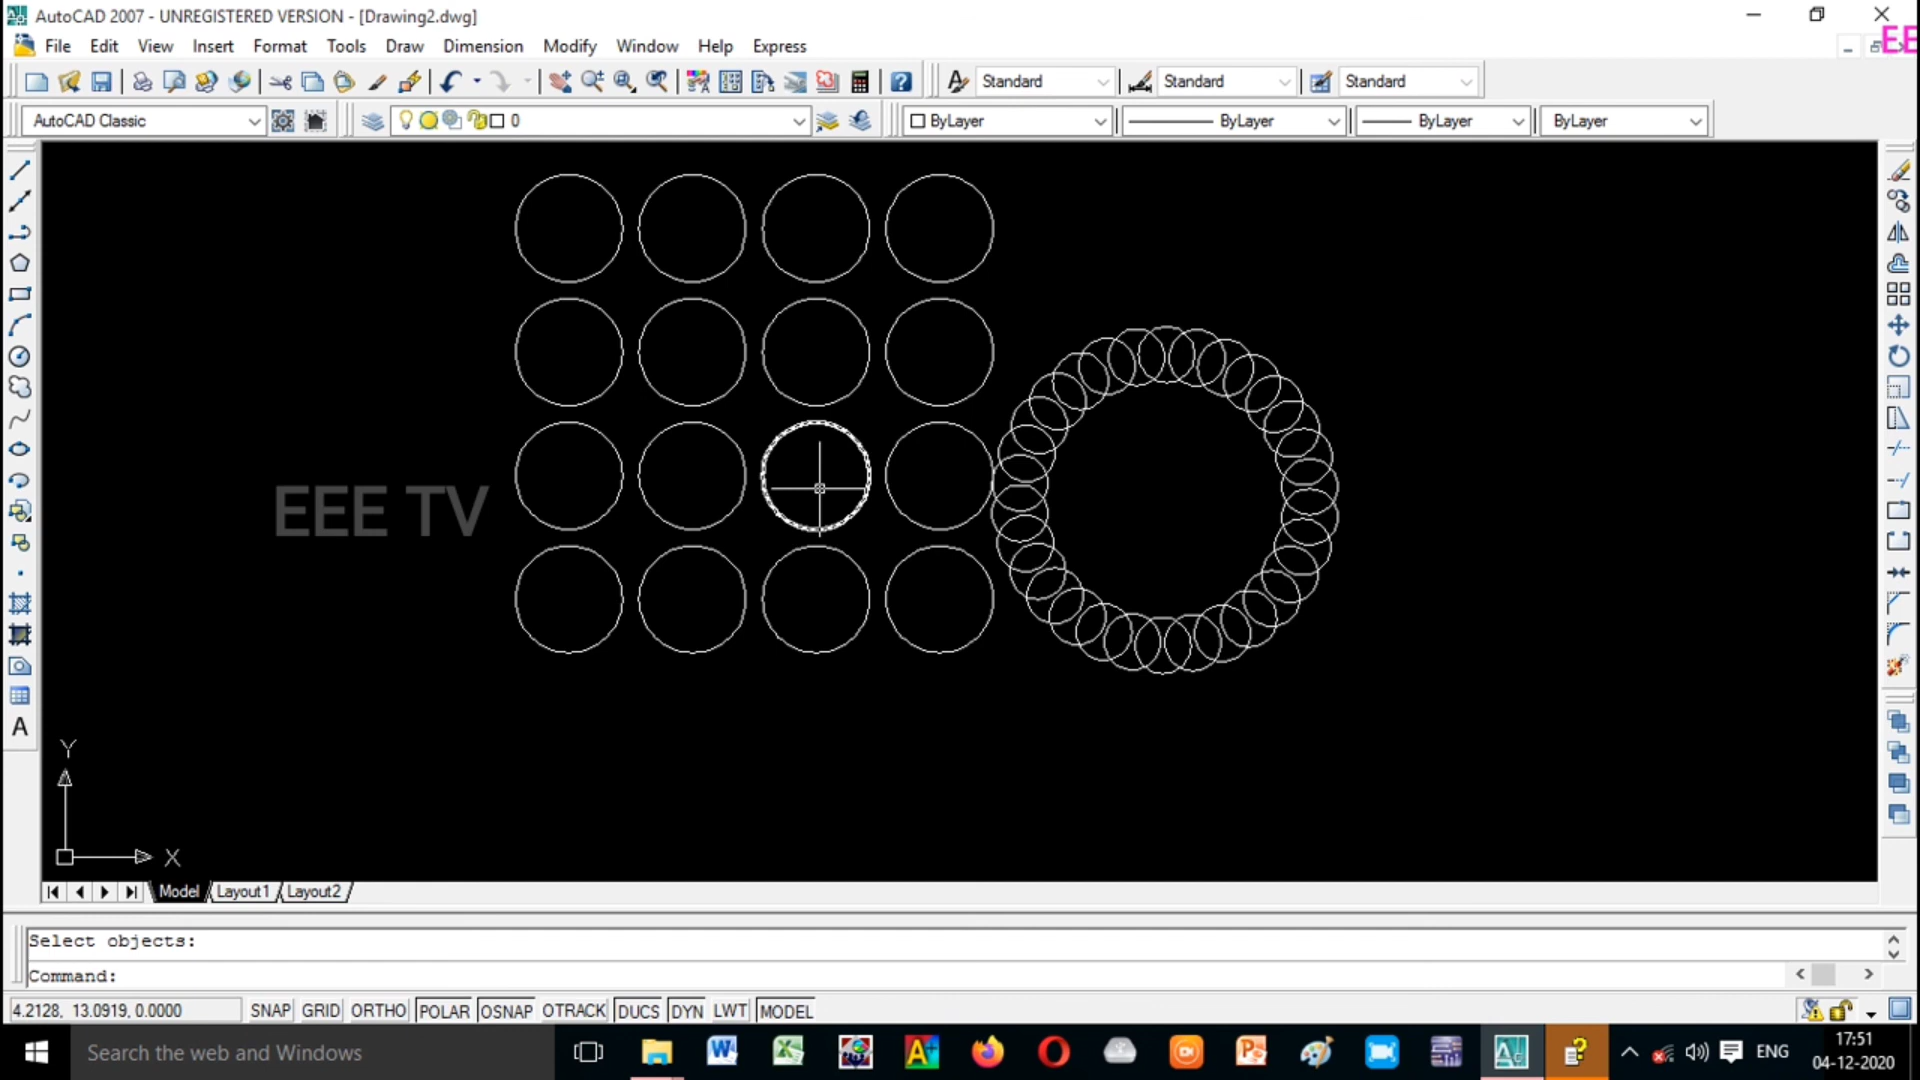 AutoCAD 2007 - UNREGISTERED VERSION - [Drawing2.dwg]
EE
File Edit View Insert Format Tools Draw Dimension Modify Window Help Express
Standard Standard Standard
AutoCAD Classic 0 ByLayer ByLayer ByLayer ByLayer
EEE TV
A
Y
X
Model Layout1 Layout2
Select objects:
Command:
4.2128, 13.0919, 0.0000 SNAP GRID ORTHO POLAR OSNAP OTRACK DUCS DYN LWT MODEL
Search the web and Windows
ENG
17:51
04-12-2020